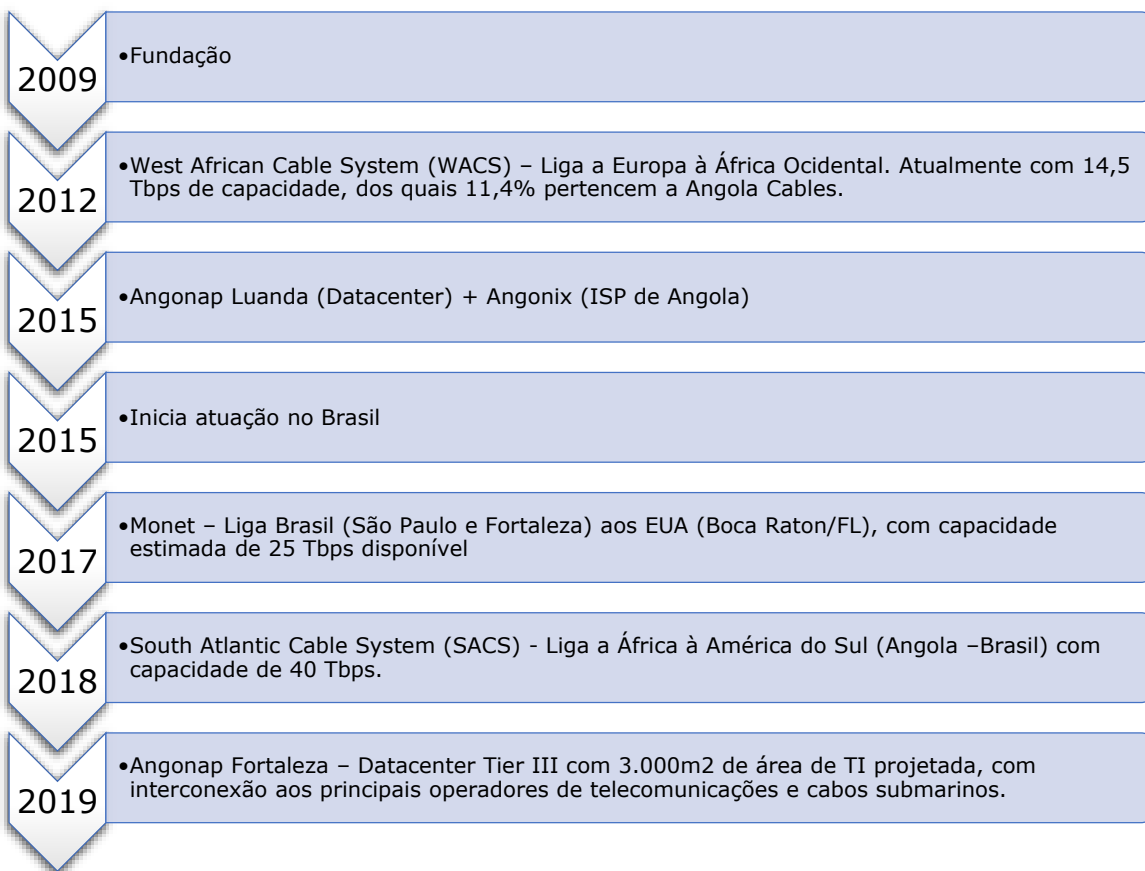 2009
•Fundação
2012
•West African Cable System (WACS) – Liga a Europa à África Ocidental. Atualmente com 14,5
Tbps de capacidade, dos quais 11,4% pertencem a Angola Cables.
2015
•Angonap Luanda (Datacenter) + Angonix (ISP de Angola)
2015
•Inicia atuação no Brasil
2017
•Monet – Liga Brasil (São Paulo e Fortaleza) aos EUA (Boca Raton/FL), com capacidade
estimada de 25 Tbps disponível
2018
•South Atlantic Cable System (SACS) - Liga a África à América do Sul (Angola –Brasil) com
capacidade de 40 Tbps.
2019
•Angonap Fortaleza – Datacenter Tier III com 3.000m2 de área de TI projetada, com
interconexão aos principais operadores de telecomunicações e cabos submarinos.